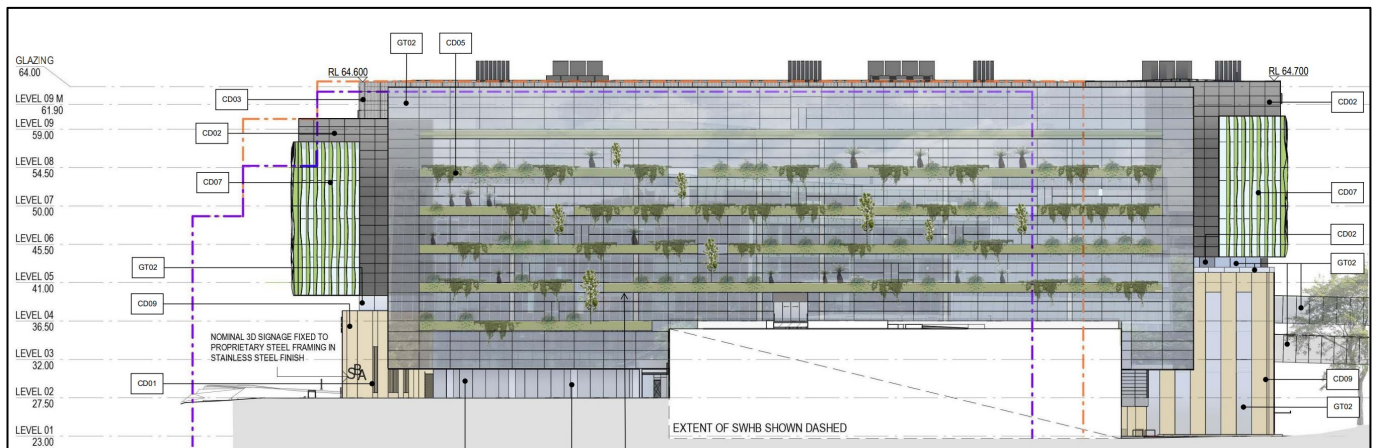 GT02
CD05
GLAZING
64.00
RL 64.600
RL 64.700
LEVEL 09 M
61.90
CD03
CD02
LEVEL 09
59.00
CD02
LEVEL 08
54.50
CD07
CD07
LEVEL 07
50.00
CD02
LEVEL 06
45.50
GT02
GT02
LEVEL 05
41.00
CD09
LEVEL 04
36.50
NOMINAL 3D SIGNAGE FIXED TO
PROPRIETARY STEEL FRAMING IN
STAINLESS STEEL FINISH
LEVEL 03
32.00
SBA
CD01
CD09
LEVEL 02
27.50
GT02
EXTENT OF SWHB SHOWN DASHED
LEVEL 01
23.00